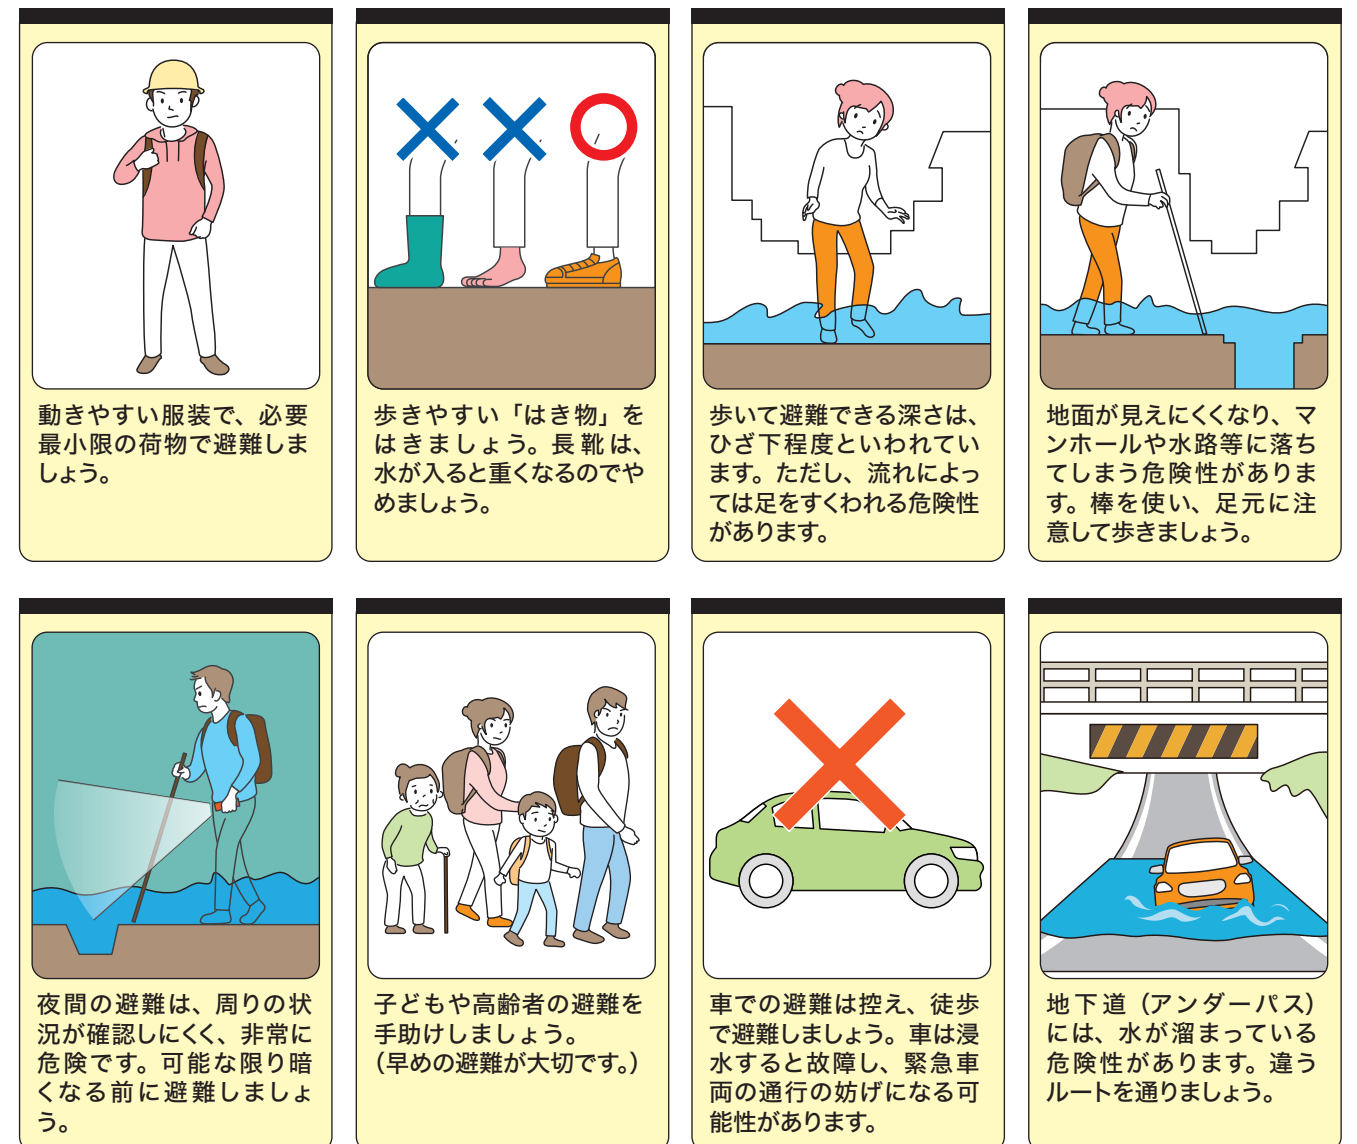 動きやすい服装で、必要
最小限の荷物で避難しま
しょう。
歩きやすい「はき物」を
はきましょう。長靴は、
水が入ると重くなるのでや
めましょう。
歩いて避難できる深さは、
ひざ下程度といわれてい
ます。ただし、流れによっ
ては足をすくわれる危険性
があります。
地面が見えにくくなり、マ
ンホールや水路等に落ち
てしまう危険性がありま
す。棒を使い、足元に注
意して歩きましょう。
夜間の避難は、周りの状
況が確認しにくく、非常に
危険です。可能な限り暗
くなる前に避難しましょ
う。
子どもや高齢者の避難を
手助けしましょう。
（早めの避難が大切です。）
車での避難は控え、徒歩
で避難しましょう。車は浸
水すると故障し、緊急車
両の通行の妨げになる可
能性があります。
地下道（アンダーパス）
には、水が溜まっている
危険性があります。違う
ルートを通りましょう。